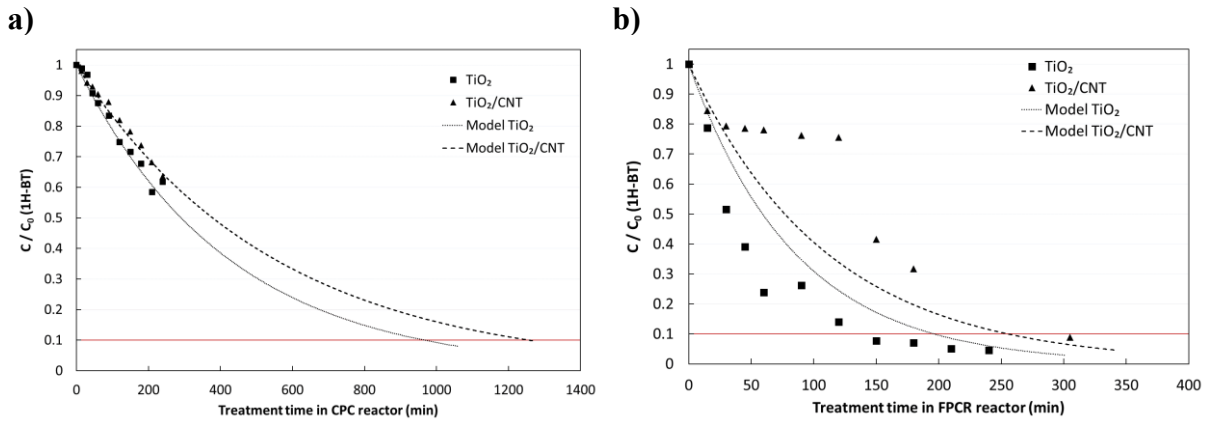 a)
1
0.9
0.8
0.7
0.6
0.5
0.4
0.3
0.2
0.1
0
C / C₀ (1H-BT)
TiO₂
TiO₂/CNT
Model TiO₂
Model TiO₂/CNT
0 200 400 600 800 1000 1200 1400
Treatment time in CPC reactor (min)
b)
1
0.9
0.8
0.7
0.6
0.5
0.4
0.3
0.2
0.1
0
C / C₀ (1H-BT)
TiO₂
TiO₂/CNT
Model TiO₂
Model TiO₂/CNT
0 50 100 150 200 250 300 350 400
Treatment time in FPCR reactor (min)